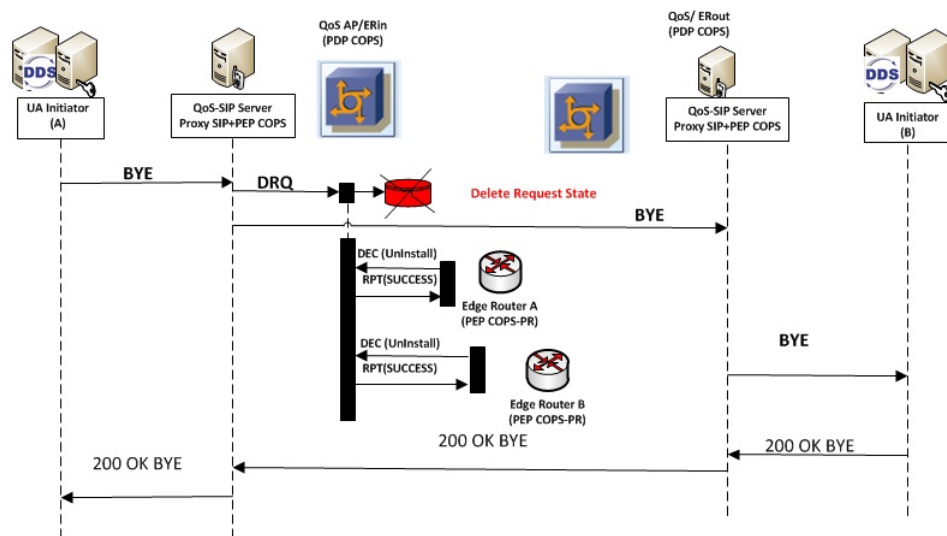 QoS AP/ERin
(PDP COPS)
QoS/ ERout
(PDP COPS)
DDS
DDS
UA Initiator
(A)
QoS-SIP Server
Proxy SIP+PEP COPS
QoS-SIP Server
Proxy SIP+PEP COPS
UA Initiator
(B)
BYE
DRQ
Delete Request State
BYE
DEC (UnInstall)
RPT(SUCCESS)
Edge Router A
(PEP COPS-PR)
DEC (UnInstall)
RPT(SUCCESS)
BYE
Edge Router B
(PEP COPS-PR)
200 OK BYE
200 OK BYE
200 OK BYE